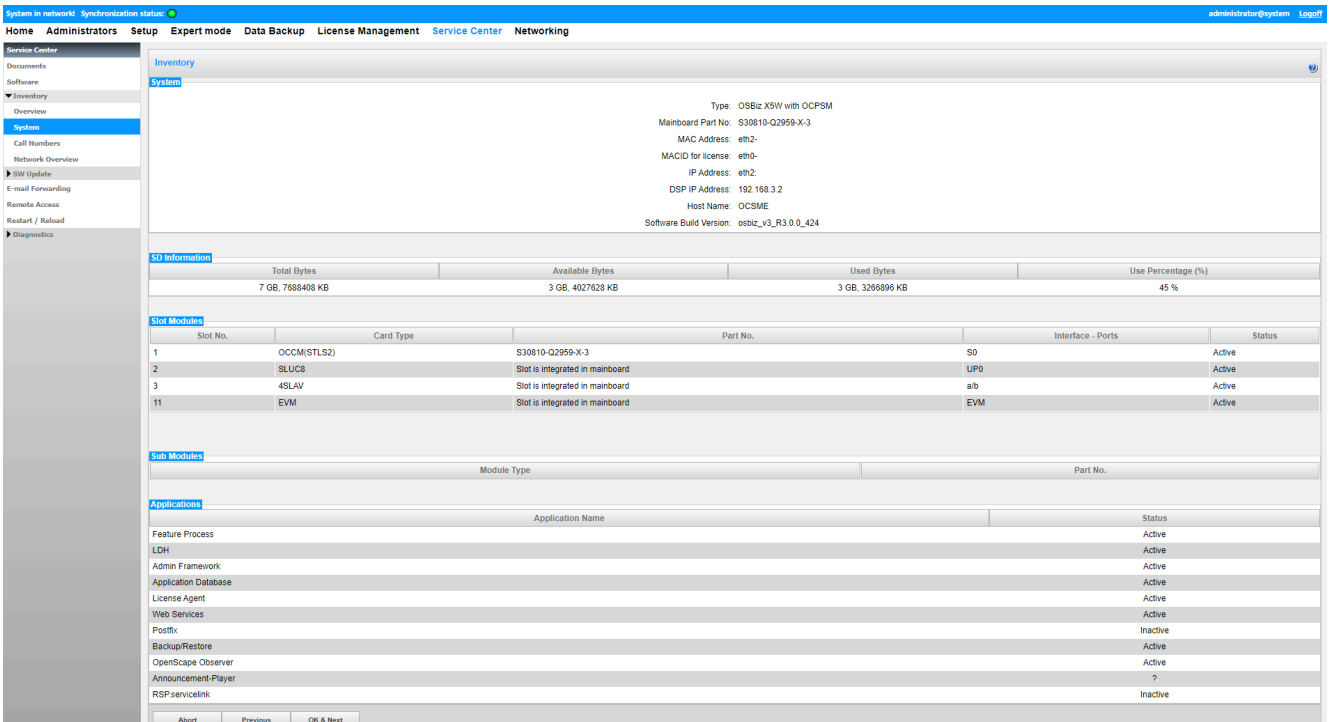 System in network! Synchronization status:
administrator@system Logoff
Home Administrators Setup Expert mode Data Backup License Management Service Center Networking
Service Center
Documents
Software
Inventory
Overview
System
Call Numbers
Network Overview
SW Update
E-mail Forwarding
Remote Access
Restart / Reload
Diagnostics
Inventory
System
Type: OSBiz X5W with OCPSM
Mainboard Part No: S30810-Q2959-X-3
MAC Address: eth2-
MACID for license: eth0-
IP Address: eth2:
DSP IP Address: 192.168.3.2
Host Name: OCSME
Software Build Version: osbiz_v3_R3.0.0_424
SD Information
Total Bytes Available Bytes Used Bytes Use Percentage (%)
7 GB, 7688408 KB 3 GB, 4027628 KB 3 GB, 3266896 KB 45 %
Slot Modules
Slot No. Card Type Part No. Interface - Ports Status
1 OCCM(STLS2) S30810-Q2959-X-3 S0 Active
2 SLUC8 Slot is integrated in mainboard UP0 Active
3 4SLAV Slot is integrated in mainboard a/b Active
11 EVM Slot is integrated in mainboard EVM Active
Sub Modules
Module Type Part No.
Applications
Application Name Status
Feature Process Active
LDH Active
Admin Framework Active
Application Database Active
License Agent Active
Web Services Active
Postfix Inactive
Backup/Restore Active
OpenScape Observer Active
Announcement-Player ?
RSP.servicelink Inactive
Abort Previous OK & Next